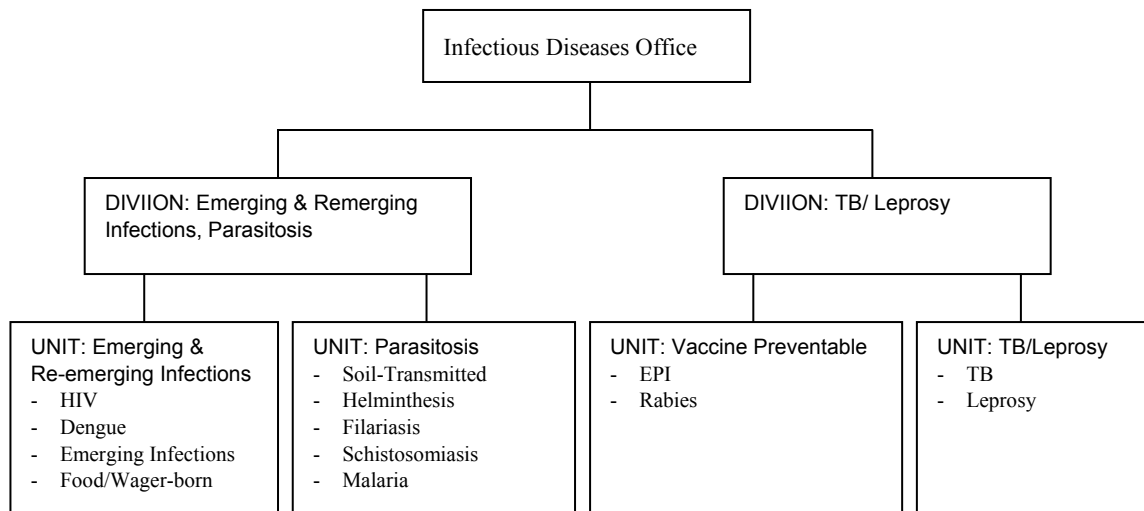 Infectious Diseases Office
DIVIION: Emerging & Remerging
Infections, Parasitosis
DIVIION: TB/ Leprosy
UNIT: Emerging &
Re-emerging Infections
- HIV
- Dengue
- Emerging Infections
- Food/Wager-born
UNIT: Parasitosis
- Soil-Transmitted
- Helminthesis
- Filariasis
- Schistosomiasis
- Malaria
UNIT: Vaccine Preventable
- EPI
- Rabies
UNIT: TB/Leprosy
- TB
- Leprosy